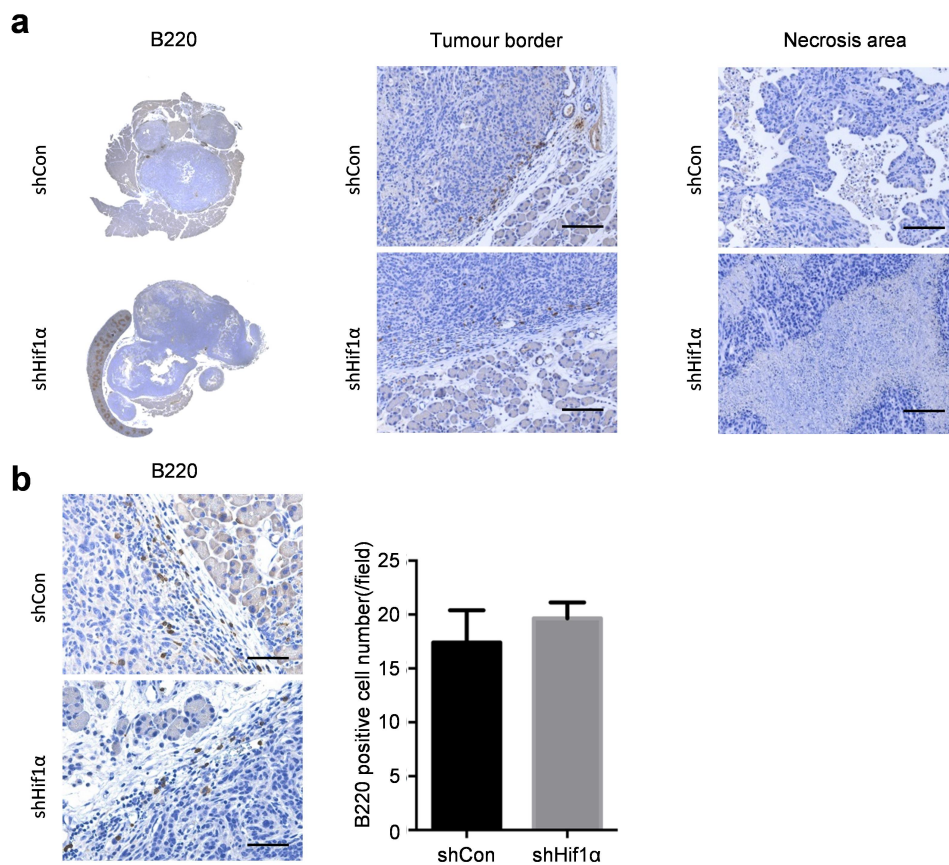 a
B220
Tumour border
Necrosis area
shCon
shCon
shCon
shHif1α
shHif1α
shHif1α
b
B220
shCon
shHif1α
B220 positive cell number(/field)
25
20
15
10
5
0
shCon
shHif1α